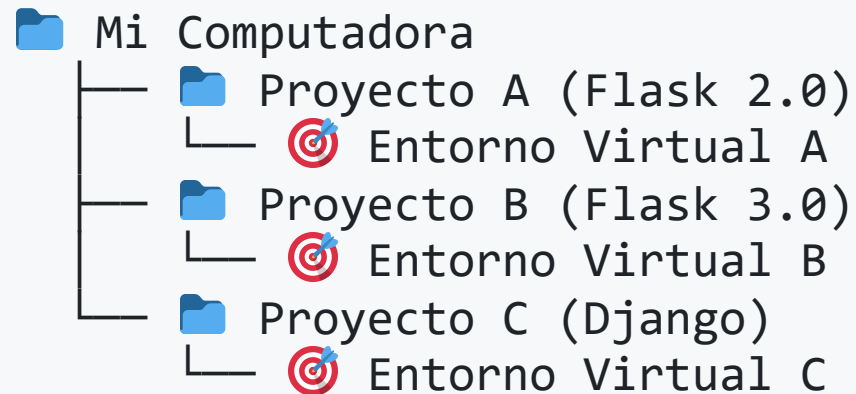 Mi Computadora
Proyecto A (Flask 2.0)
Entorno Virtual A
Proyecto B (Flask 3.0)
Entorno Virtual B
Proyecto C (Django)
Entorno Virtual C